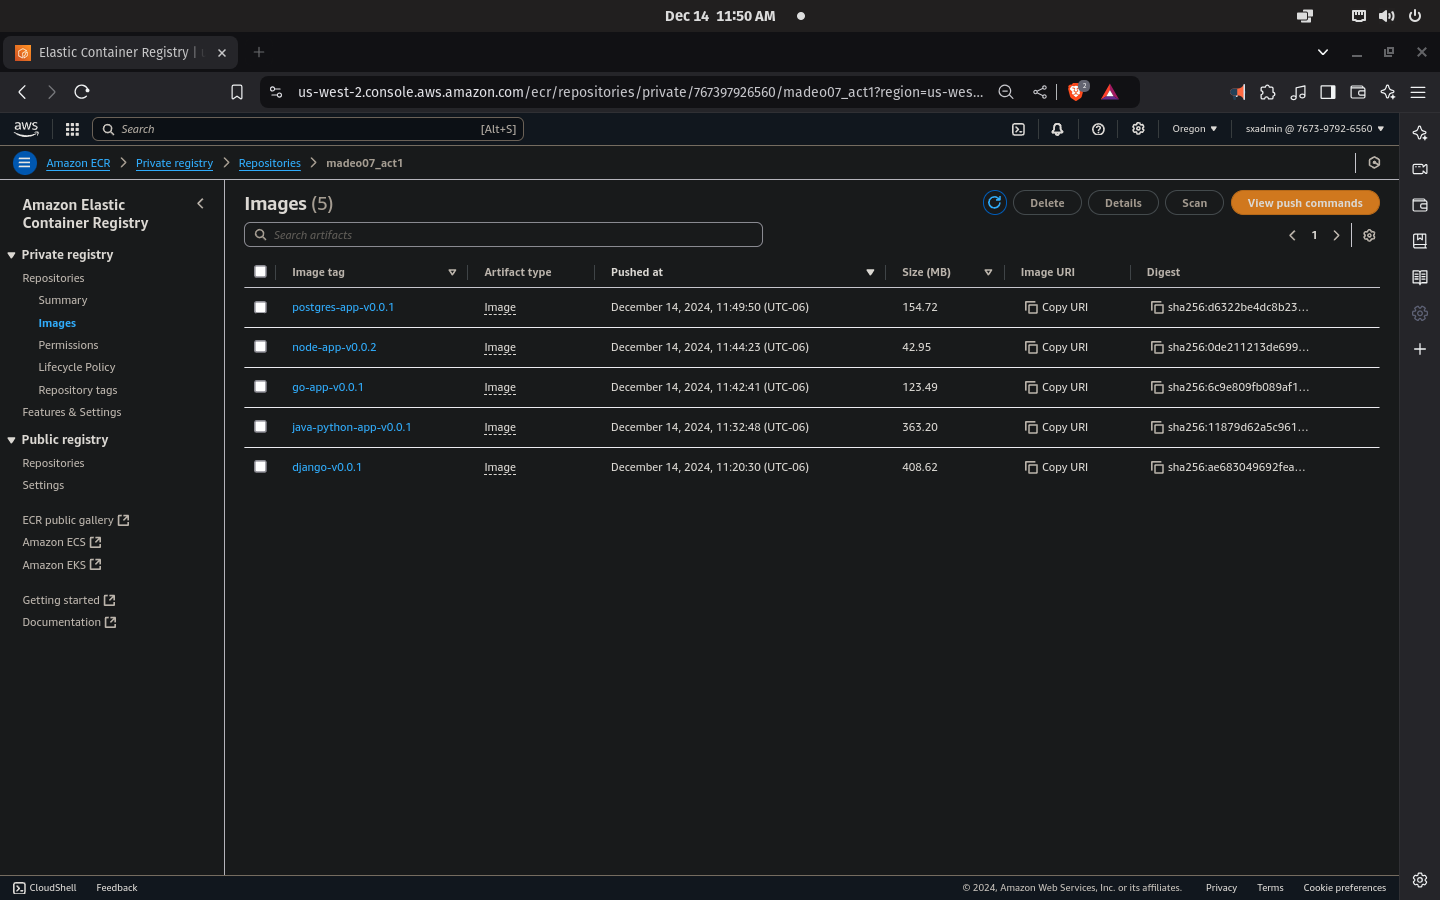 Dec 14 11:50 AM
Elastic Container Registry |
us-west-2.console.aws.amazon.com/ecr/repositories/private/767397926560/madeo07_act1?region=us-wes...
2
aws
Search [Alt+S]
Oregon
sxadmin @ 7673-9792-6560
Amazon ECR
Private registry
Repositories
madeo07_act1
Amazon Elastic
Container Registry
Private registry
Repositories
Summary
Images
Permissions
Lifecycle Policy
Repository tags
Features & Settings
Public registry
Repositories
Settings
ECR public gallery
Amazon ECS
Amazon EKS
Getting started
Documentation
Images (5)
Delete
Details
Scan
View push commands
Search artifacts
1
Image tag Artifact type Pushed at Size (MB) Image URI Digest
postgres-app-v0.0.1 Image December 14, 2024, 11:49:50 (UTC-06) 154.72 Copy URI sha256:d6322be4dc8b23...
node-app-v0.0.2 Image December 14, 2024, 11:44:23 (UTC-06) 42.95 Copy URI sha256:0de211213de699...
go-app-v0.0.1 Image December 14, 2024, 11:42:41 (UTC-06) 123.49 Copy URI sha256:6c9e809fb089af1...
java-python-app-v0.0.1 Image December 14, 2024, 11:32:48 (UTC-06) 363.20 Copy URI sha256:11879d62a5c961...
django-v0.0.1 Image December 14, 2024, 11:20:30 (UTC-06) 408.62 Copy URI sha256:ae683049692fea...
CloudShell Feedback © 2024, Amazon Web Services, Inc. or its affiliates. Privacy Terms Cookie preferences